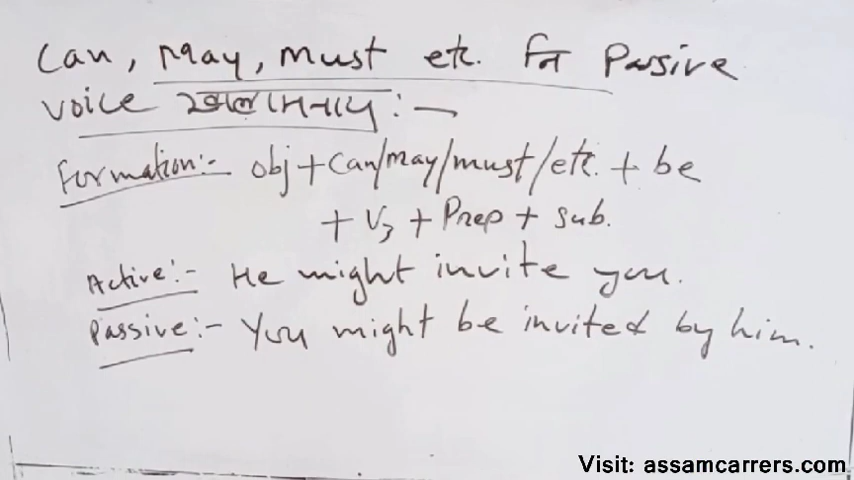 Can, May, must etc. Passive
voice :-
Formation:- obj + Can/may/must/etc. + be
+ V3 + Prep + sub.
Active:- He might invite you.
Passive:- You might be invited by him.
Visit: assamcarrers.com